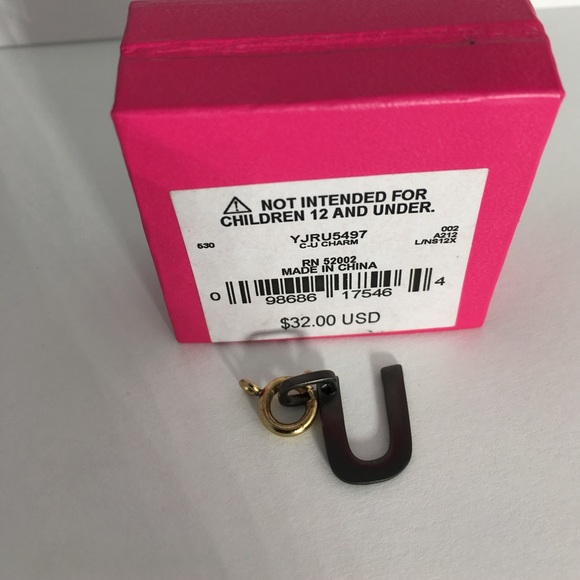 ⚠ NOT INTENDED FOR
CHILDREN 12 AND UNDER.
530 YJRU5497 002
C-U CHARM A212
L/NS12X
RN 52002
MADE IN CHINA
0 98686 17546 4
$32.00 USD
U